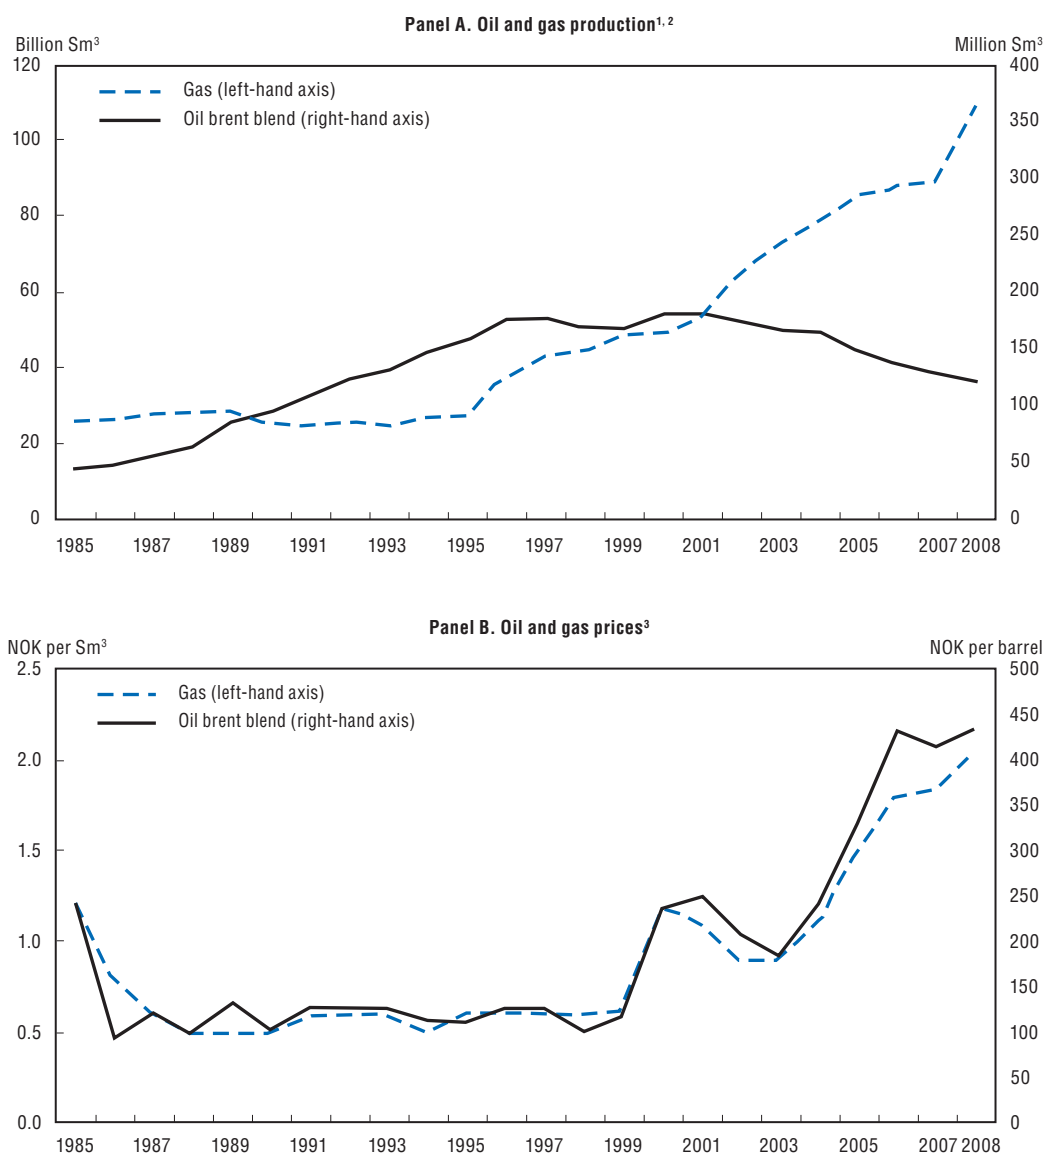 Panel A. Oil and gas production¹,²
Billion Sm³
Million Sm³
120
400
Gas (left-hand axis)
Oil brent blend (right-hand axis)
350
100
300
80
250
60
200
150
40
100
20
50
0
0
1985 1987 1989 1991 1993 1995 1997 1999 2001 2003 2005 2007 2008
Panel B. Oil and gas prices³
NOK per Sm³
NOK per barrel
2.5
500
Gas (left-hand axis)
Oil brent blend (right-hand axis)
450
2.0
400
350
1.5
300
250
1.0
200
150
0.5
100
50
0.0
0
1985 1987 1989 1991 1993 1995 1997 1999 2001 2003 2005 2007 2008